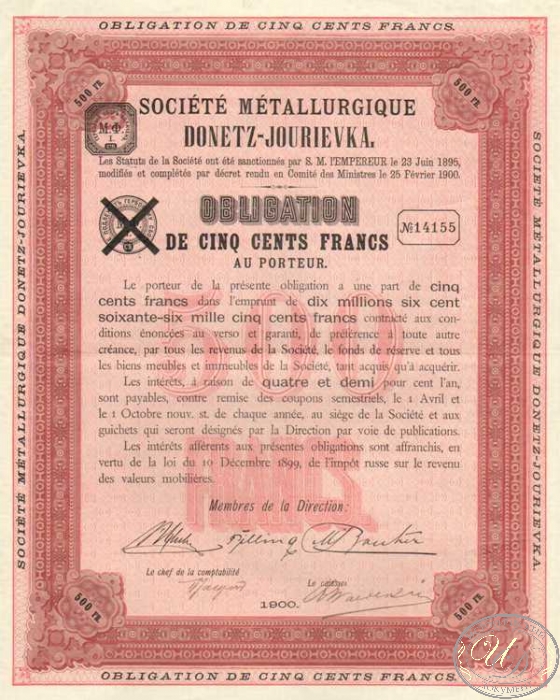 OBLIGATION DE CINQ CENTS FRANCS.
500 FR.
500 FR.
М.Ф.
1.
SOCIÉTÉ MÉTALLURGIQUE
DONETZ-JOURIEVKA.
Les Statuts de la Société ont été sanctionnés par S. M. l'EMPEREUR le 23 Juin 1895,
modifiés et complétés par décret rendu en Comité des Ministres le 25 Février 1900.
OBLIGATION
№14155
DE CINQ CENTS FRANCS
AU PORTEUR.
Le porteur de la présente obligation a une part de cinq
cents francs dans l'emprunt de dix millions six cent
soixante-six mille cinq cents francs contracté aux con-
ditions énoncées au verso et garanti, de préférence à toute autre
créance, par tous les revenus de la Société, le fonds de réserve et tous
les biens meubles et immeubles de la Société, tant acquis qu'à acquérir.
Les intérêts, à raison de quatre et demi pour cent l'an,
sont payables, contre remise des coupons semestriels, le 1 Avril et
le 1 Octobre nouv. st. de chaque année, au siège de la Société et aux
guichets qui seront désignés par la Direction par voie de publications.
Les intérêts afférents aux présentes obligations sont affranchis, en
vertu de la loi du 10 Décembre 1899, de l'impôt russe sur le revenu
des valeurs mobilières.
500
FRANCS
Membres de la Direction:
Le chef de la comptabilité
Le caissier
1900.
500 FR.
500 FR.
OBLIGATION DE CINQ CENTS FRANCS.
SOCIÉTÉ MÉTALLURGIQUE DONETZ-JOURIEVKA.
SOCIÉTÉ MÉTALLURGIQUE DONETZ-JOURIEVKA.